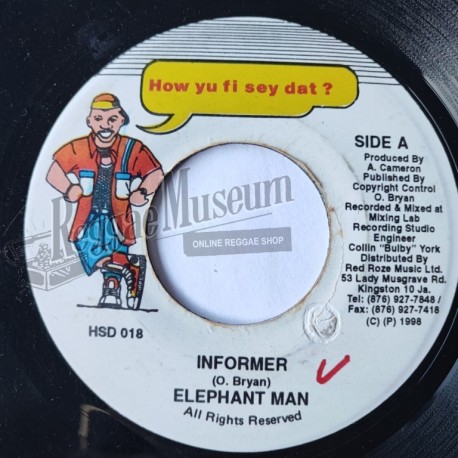 How yu fi sey dat ?
SIDE A
Produced By
A. Cameron
Published By
Copyright Control
O. Bryan
Recorded & Mixed at
Mixing Lab
Recording Studio
Engineer
Collin "Bulby" York
Distributed By
Red Roze Music Ltd.
53 Lady Musgrave Rd.
Kingston 10 Ja.
Tel: (876) 927-7848 /
Fax: (876) 927-7418
(C) (P) 1998
Reggae Museum
ONLINE REGGAE SHOP
HSD 018
INFORMER
(O. Bryan)
ELEPHANT MAN
All Rights Reserved